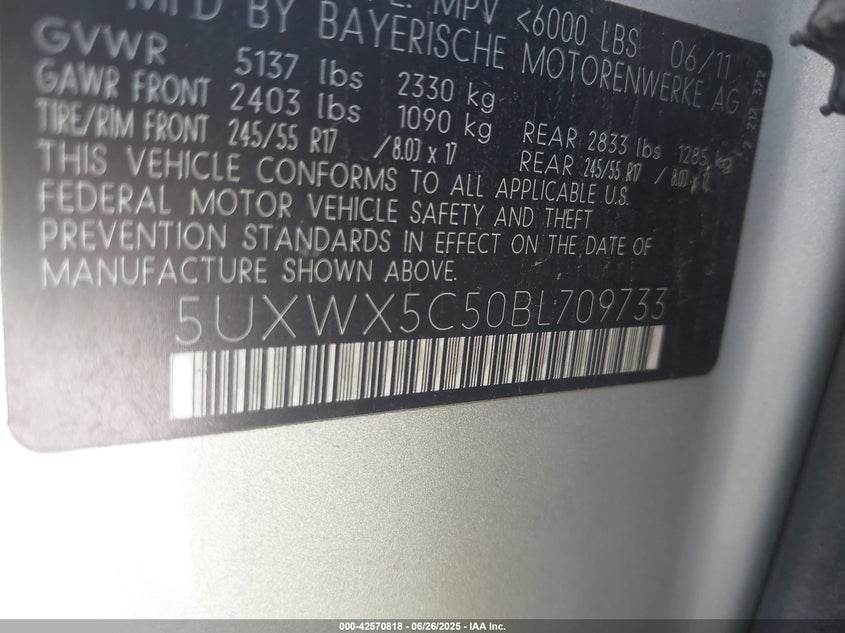 MPV <6000 LBS 06/11
MFD BY BAYERISCHE MOTORENWERKE AG
GVWR 5137 lbs 2330 kg
GAWR FRONT 2403 lbs 1090 kg REAR 2833 lbs 1285 kg
TIRE/RIM FRONT 245/55 R17 /8.0J x 17 REAR 245/55 R17 / 8.0J x 17
THIS VEHICLE CONFORMS TO ALL APPLICABLE U.S.
FEDERAL MOTOR VEHICLE SAFETY AND THEFT
PREVENTION STANDARDS IN EFFECT ON THE DATE OF
MANUFACTURE SHOWN ABOVE.
5UXWX5C50BL709733
7 212 372
000-42570818 - 06/26/2025 - IAA Inc.